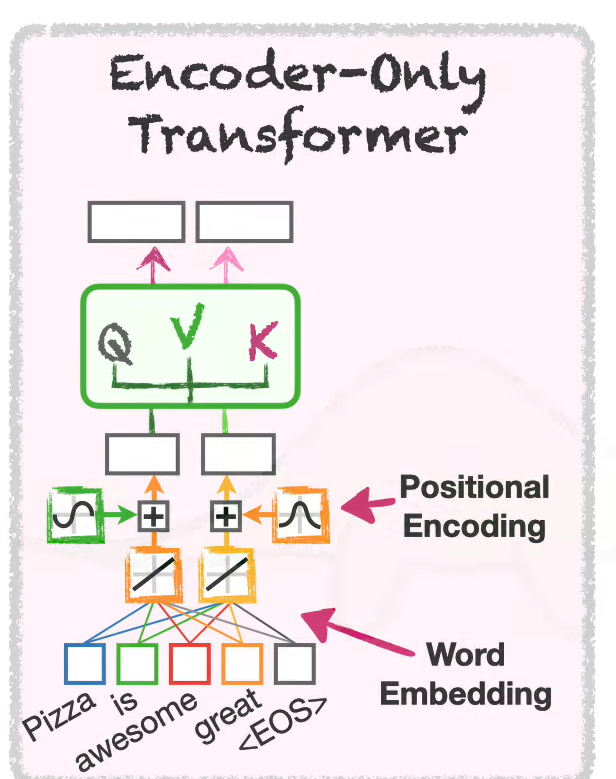 Encoder-Only
Transformer
Q V K
Positional
Encoding
+ +
Word
Embedding
Pizza is awesome great <EOS>